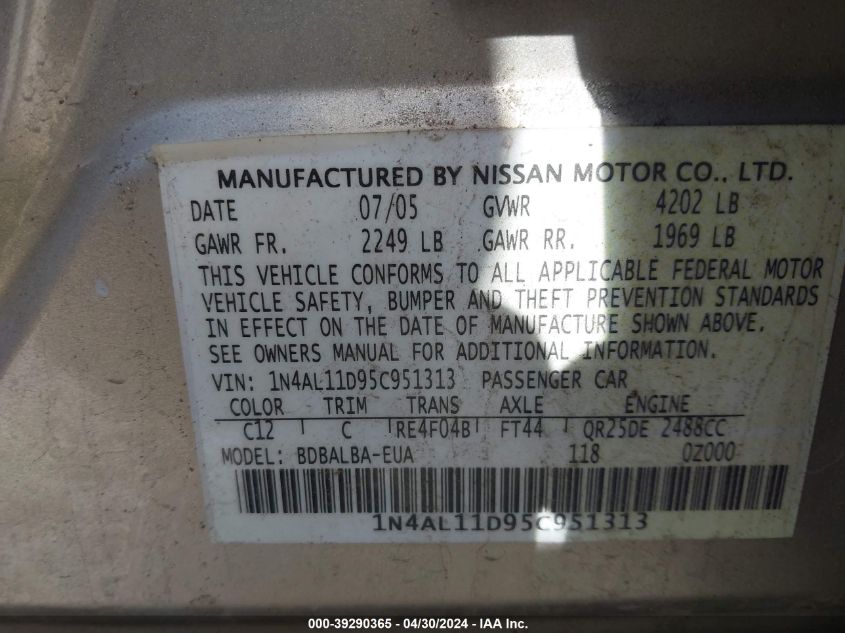 MANUFACTURED BY NISSAN MOTOR CO., LTD.
DATE 07/05 GVWR 4202 LB
GAWR FR. 2249 LB GAWR RR. 1969 LB
THIS VEHICLE CONFORMS TO ALL APPLICABLE FEDERAL MOTOR
VEHICLE SAFETY, BUMPER AND THEFT PREVENTION STANDARDS
IN EFFECT ON THE DATE OF MANUFACTURE SHOWN ABOVE.
SEE OWNERS MANUAL FOR ADDITIONAL INFORMATION.
VIN: 1N4AL11D95C951313 PASSENGER CAR
COLOR TRIM TRANS AXLE ENGINE
C12 C RE4F04B FT44 QR25DE 2488CC
MODEL: BDBALBA-EUA 118 0Z000
1N4AL11D95C951313
000-39290365 - 04/30/2024 - IAA Inc.